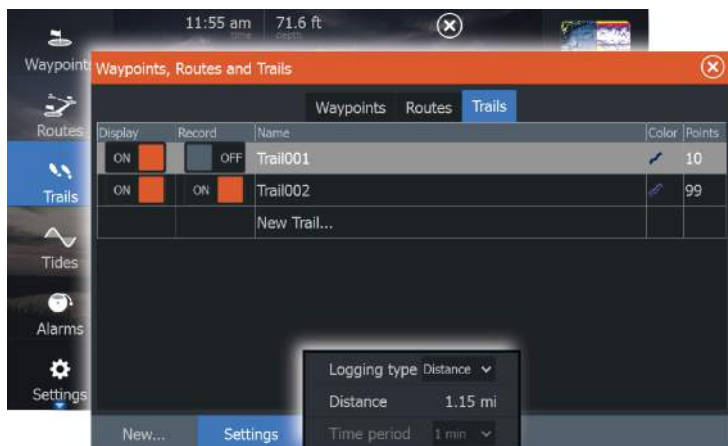 11:55 am 71.6 ft
time depth
Waypoints
Routes
Trails
Tides
Alarms
Settings
Waypoints, Routes and Trails
Waypoints Routes Trails
Display Record Name Color Points
ON OFF Trail001 10
ON ON Trail002 99
New Trail...
Logging type Distance
Distance 1.15 mi
Time period 1 min
New... Settings